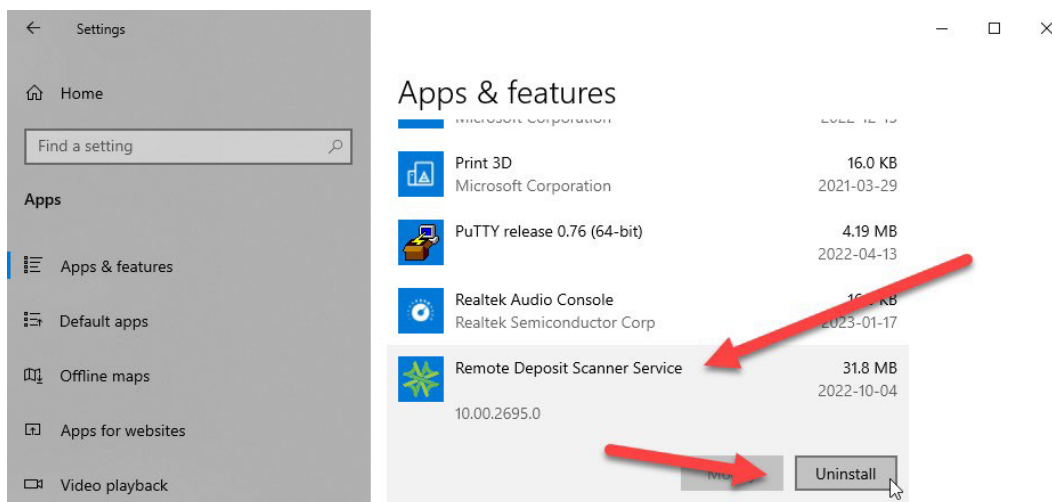 Settings
Home
Find a setting
Apps
Apps & features
Default apps
Offline maps
Apps for websites
Video playback
Apps & features
Microsoft Corporation
Print 3D 16.0 KB
Microsoft Corporation 2021-03-29
PuTTY release 0.76 (64-bit) 4.19 MB
2022-04-13
Realtek Audio Console KB
Realtek Semiconductor Corp 2023-01-17
Remote Deposit Scanner Service 31.8 MB
2022-10-04
10.00.2695.0
Uninstall